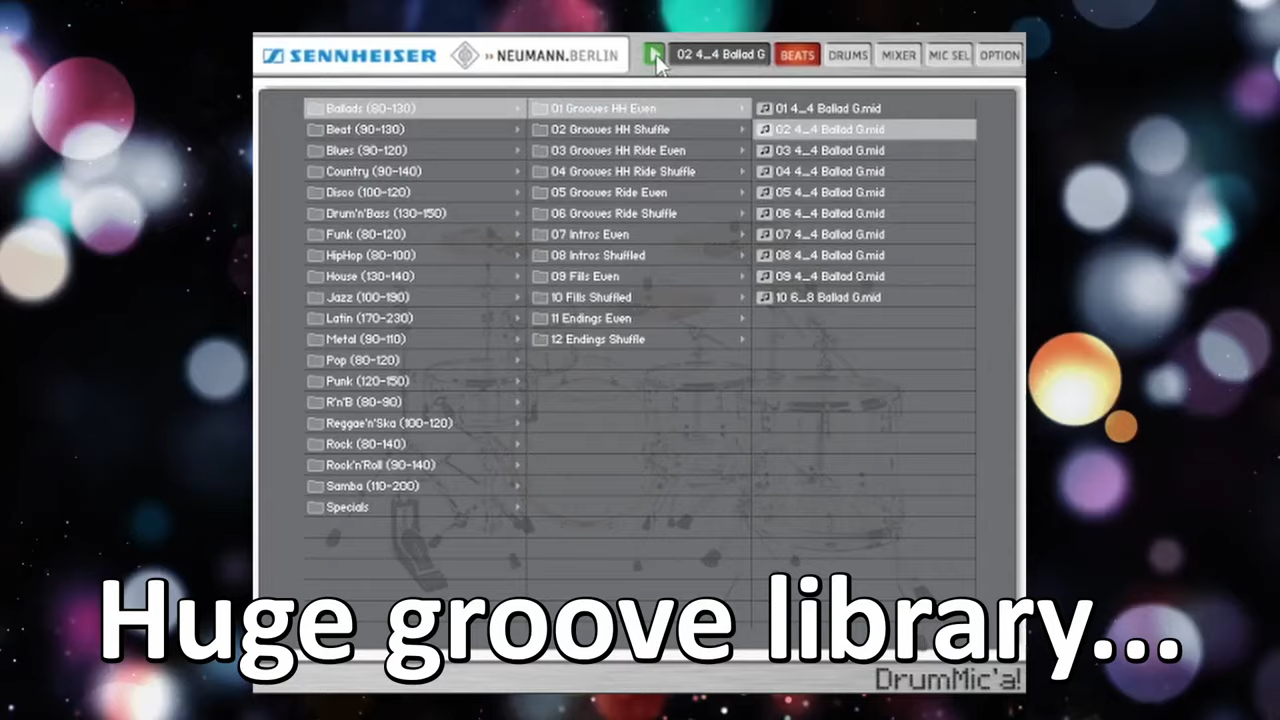 SENNHEISER
NEUMANN.BERLIN
02 4_4 Ballad G
BEATS
DRUMS
MIXER
MIC SEL
OPTION
Ballads (80-130)
Beat (90-130)
Blues (90-120)
Country (90-140)
Disco (100-120)
Drum'n'Bass (130-150)
Funk (80-120)
HipHop (80-100)
House (130-140)
Jazz (100-190)
Latin (170-230)
Metal (90-110)
Pop (80-120)
Punk (120-150)
R'n'B (80-90)
Reggae'n'Ska (100-120)
Rock (80-140)
Rock'n'Roll (90-140)
Samba (110-200)
Specials
01 Grooves HH Even
02 Grooves HH Shuffle
03 Grooves HH Ride Even
04 Grooves HH Ride Shuffle
05 Grooves Ride Even
06 Grooves Ride Shuffle
07 Intros Even
08 Intros Shuffled
09 Fills Even
10 Fills Shuffled
11 Endings Even
12 Endings Shuffle
01 4_4 Ballad G.mid
02 4_4 Ballad G.mid
03 4_4 Ballad G.mid
04 4_4 Ballad G.mid
05 4_4 Ballad G.mid
06 4_4 Ballad G.mid
07 4_4 Ballad G.mid
08 4_4 Ballad G.mid
09 4_4 Ballad G.mid
10 6_8 Ballad G.mid
Huge groove library...
DrumMic'a!